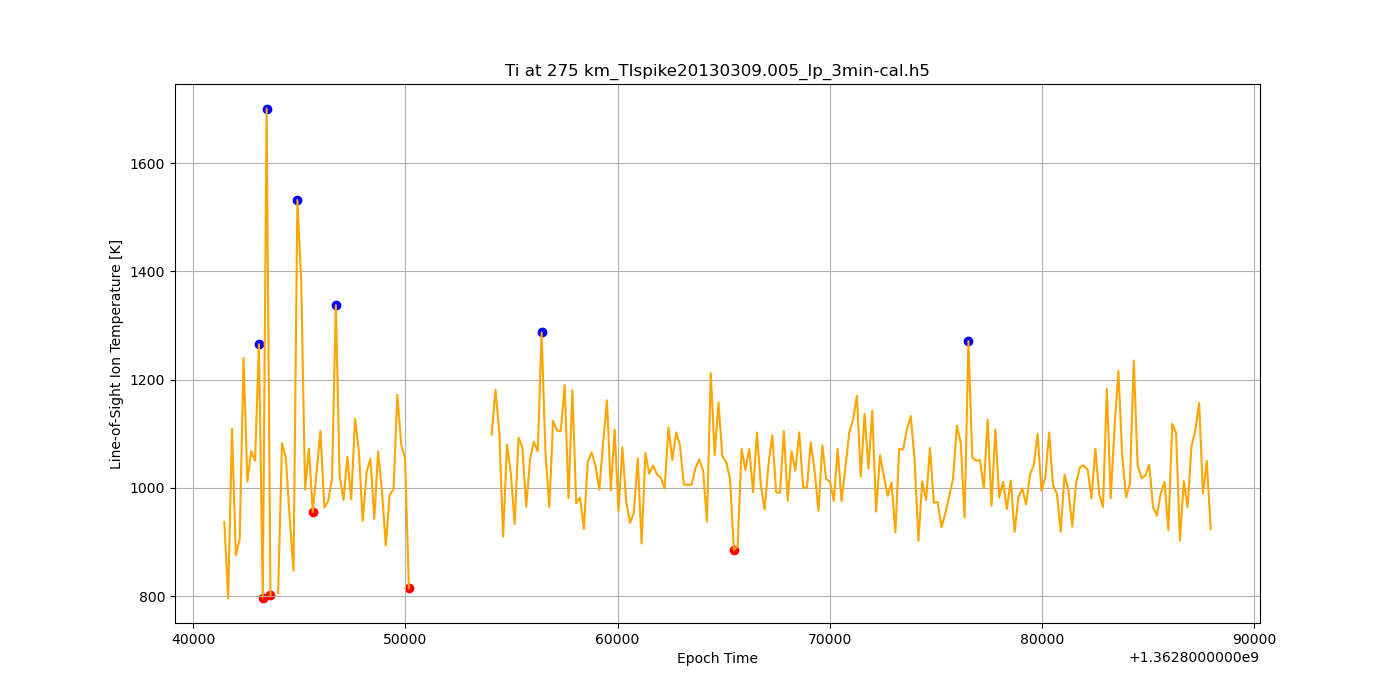 Ti at 275 km_TIspike20130309.005_lp_3min-cal.h5
Line-of-Sight Ion Temperature [K]
1600
1400
1200
1000
800
40000 50000 60000 70000 80000 90000
Epoch Time
+1.3628000000e9